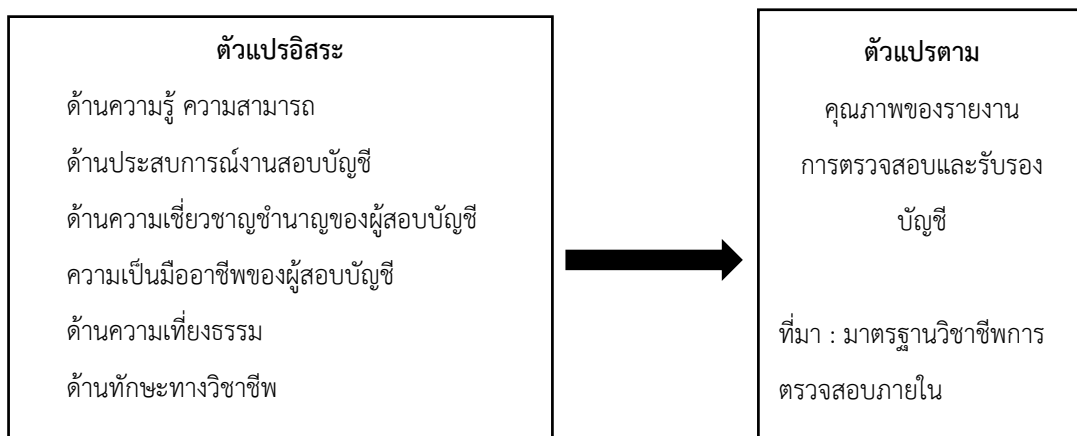 ตัวแปรอิสระ
ด้านความรู้ ความสามารถ
ด้านประสบการณ์งานสอบบัญชี
ด้านความเชี่ยวชาญชำนาญของผู้สอบบัญชี
ความเป็นมืออาชีพของผู้สอบบัญชี
ด้านความเที่ยงธรรม
ด้านทักษะทางวิชาชีพ
ตัวแปรตาม
คุณภาพของรายงาน
การตรวจสอบและรับรอง
บัญชี
ที่มา : มาตรฐานวิชาชีพการ
ตรวจสอบภายใน